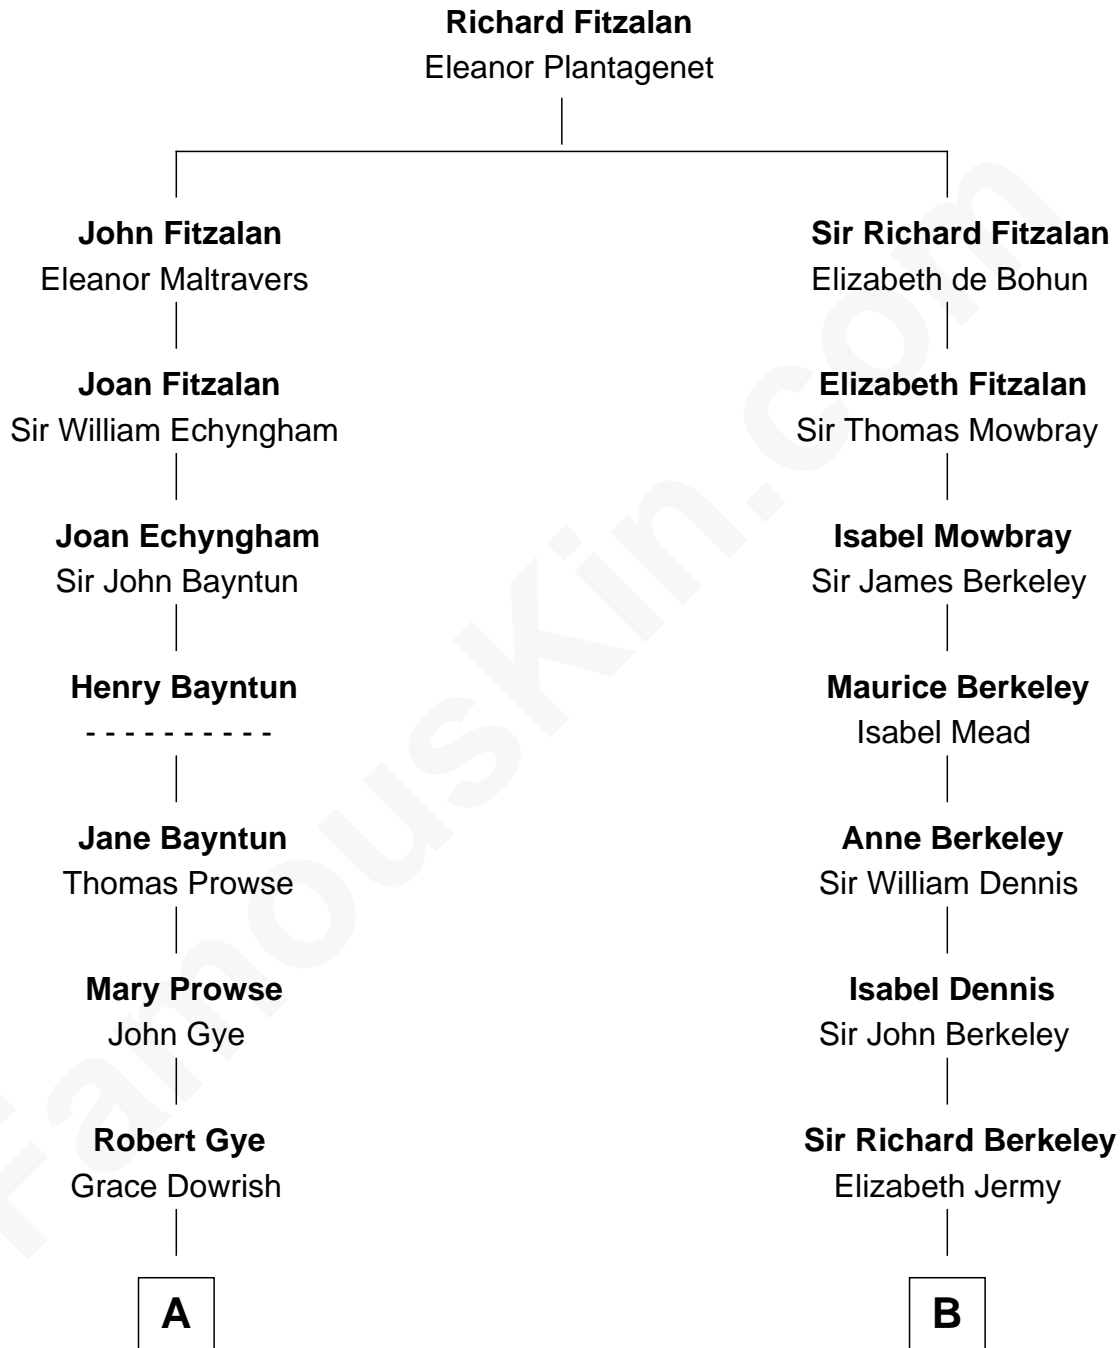 Richard Fitzalan
Eleanor Plantagenet
John Fitzalan
Eleanor Maltravers
Sir Richard Fitzalan
Elizabeth de Bohun
Joan Fitzalan
Sir William Echyngham
Elizabeth Fitzalan
Sir Thomas Mowbray
Joan Echyngham
Sir John Bayntun
Isabel Mowbray
Sir James Berkeley
Henry Bayntun
- - - - - - - - - -
Maurice Berkeley
Isabel Mead
Jane Bayntun
Thomas Prowse
Anne Berkeley
Sir William Dennis
Mary Prowse
John Gye
Isabel Dennis
Sir John Berkeley
Robert Gye
Grace Dowrish
Sir Richard Berkeley
Elizabeth Jermy
A
B
FamousKin.com